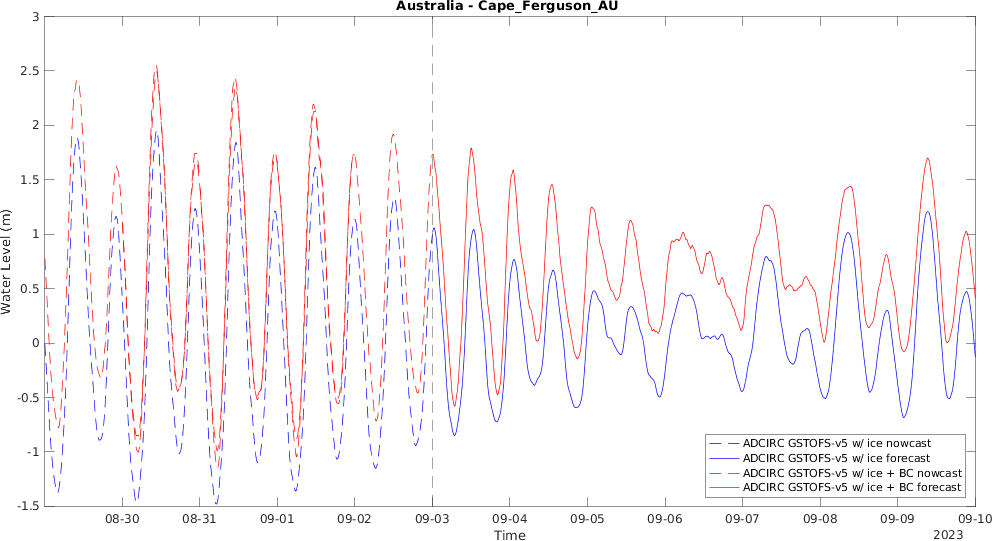 Australia - Cape_Ferguson_AU
3
2.5
2
1.5
1
0.5
0
-0.5
-1
-1.5
Water Level (m)
ADCIRC GSTOFS-v5 w/ ice nowcast
ADCIRC GSTOFS-v5 w/ ice forecast
ADCIRC GSTOFS-v5 w/ ice + BC nowcast
ADCIRC GSTOFS-v5 w/ ice + BC forecast
08-30 08-31 09-01 09-02 09-03 09-04 09-05 09-06 09-07 09-08 09-09 09-10
Time
2023